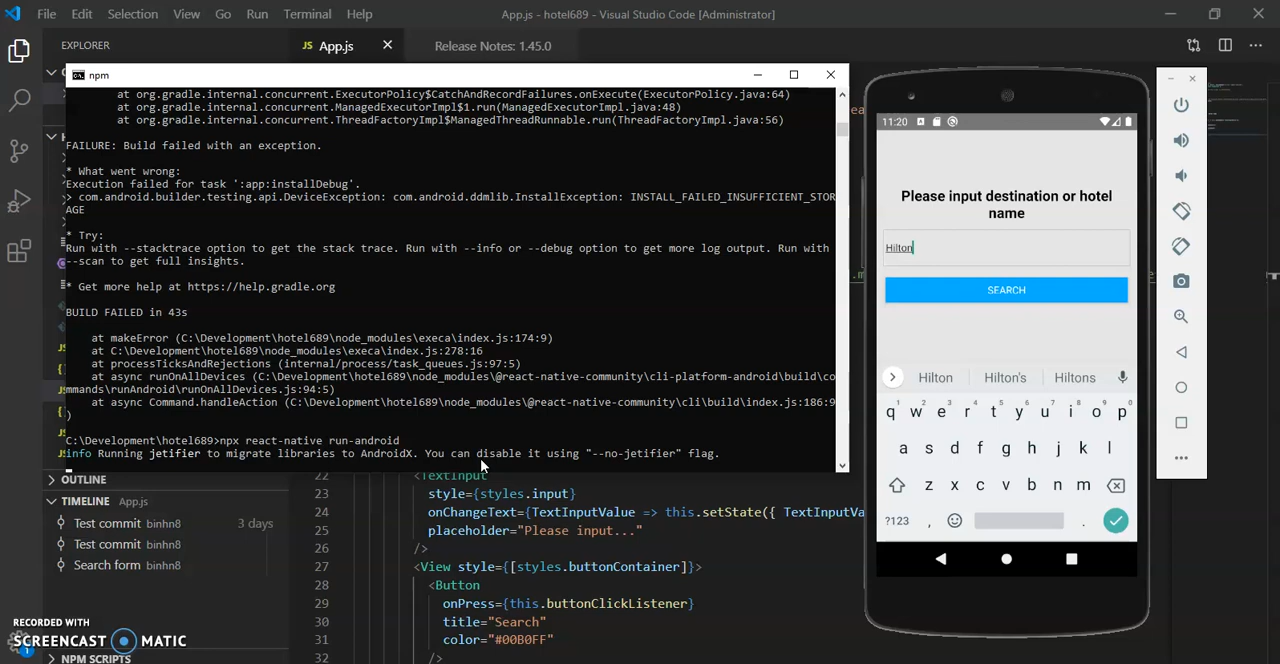 File Edit Selection View Go Run Terminal Help
App.js - hotel689 - Visual Studio Code [Administrator]
EXPLORER
JS App.js
Release Notes: 1.45.0
npm
at org.gradle.internal.concurrent.ExecutorPolicy$CatchAndRecordFailures.onExecute(ExecutorPolicy.java:64)
at org.gradle.internal.concurrent.ManagedExecutorImpl$1.run(ManagedExecutorImpl.java:48)
at org.gradle.internal.concurrent.ThreadFactoryImpl$ManagedThreadRunnable.run(ThreadFactoryImpl.java:56)
FAILURE: Build failed with an exception.
* What went wrong:
Execution failed for task ':app:installDebug'.
> com.android.builder.testing.api.DeviceException: com.android.ddmlib.InstallException: INSTALL_FAILED_INSUFFICIENT_STOR
AGE
* Try:
Run with --stacktrace option to get the stack trace. Run with --info or --debug option to get more log output. Run with
--scan to get full insights.
* Get more help at https://help.gradle.org
BUILD FAILED in 43s
at makeError (C:\Development\hotel689\node_modules\execa\index.js:174:9)
at C:\Development\hotel689\node_modules\execa\index.js:278:16
at processTicksAndRejections (internal/process/task_queues.js:97:5)
at async runOnAllDevices (C:\Development\hotel689\node_modules\@react-native-community\cli-platform-android\build\co
mmands\runAndroid\runOnAllDevices.js:94:5)
at async Command.handleAction (C:\Development\hotel689\node_modules\@react-native-community\cli\build\index.js:186:9
)
C:\Development\hotel689>npx react-native run-android
info Running jetifier to migrate libraries to AndroidX. You can disable it using "--no-jetifier" flag.
OUTLINE
TIMELINE App.js
Test commit binhn8 3 days
Test commit binhn8
Search form binhn8
NPM SCRIPTS
22 <TextInput
23 style={styles.input}
24 onChangeText={TextInputValue => this.setState({ TextInputVa
25 placeholder="Please input..."
26 />
27 <View style={[styles.buttonContainer]}>
28 <Button
29 onPress={this.buttonClickListener}
30 title="Search"
31 color="#00B0FF"
32 />
RECORDED WITH
SCREENCAST MATIC
1
11:20
Please input destination or hotel
name
Hilton
SEARCH
Hilton Hilton's Hiltons
1 2 3 4 5 6 7 8 9 0
q w e r t y u i o p
a s d f g h j k l
z x c v b n m
?123 , .